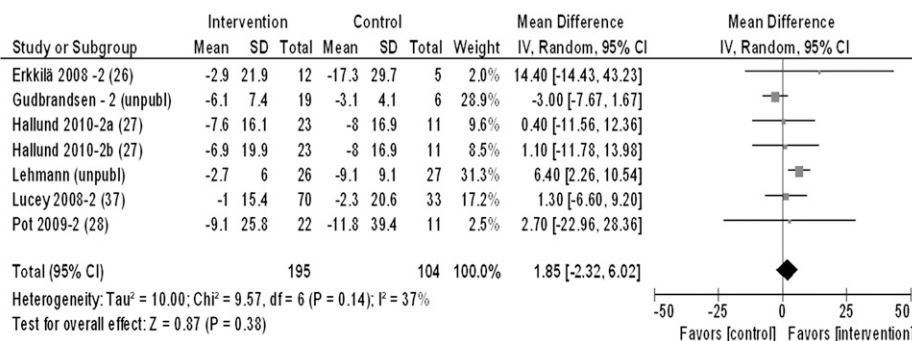 Intervention Control Mean Difference Mean Difference
Study or Subgroup Mean SD Total Mean SD Total Weight IV, Random, 95% CI IV, Random, 95% CI
Erkkilä 2008 -2 (26) -2.9 21.9 12 -17.3 29.7 5 2.0% 14.40 [-14.43, 43.23]
Gudbrandsen - 2 (unpubl) -6.1 7.4 19 -3.1 4.1 6 28.9% -3.00 [-7.67, 1.67]
Hallund 2010-2a (27) -7.6 16.1 23 -8 16.9 11 9.6% 0.40 [-11.56, 12.36]
Hallund 2010-2b (27) -6.9 19.9 23 -8 16.9 11 8.5% 1.10 [-11.78, 13.98]
Lehmann (unpubl) -2.7 6 26 -9.1 9.1 27 31.3% 6.40 [2.26, 10.54]
Lucey 2008-2 (37) -1 15.4 70 -2.3 20.6 33 17.2% 1.30 [-6.60, 9.20]
Pot 2009-2 (28) -9.1 25.8 22 -11.8 39.4 11 2.5% 2.70 [-22.96, 28.36]
Total (95% CI) 195 104 100.0% 1.85 [-2.32, 6.02]
Heterogeneity: Tau² = 10.00; Chi² = 9.57, df = 6 (P = 0.14); I² = 37%
Test for overall effect: Z = 0.87 (P = 0.38)
-50 -25 0 25 50
Favors [control] Favors [intervention]